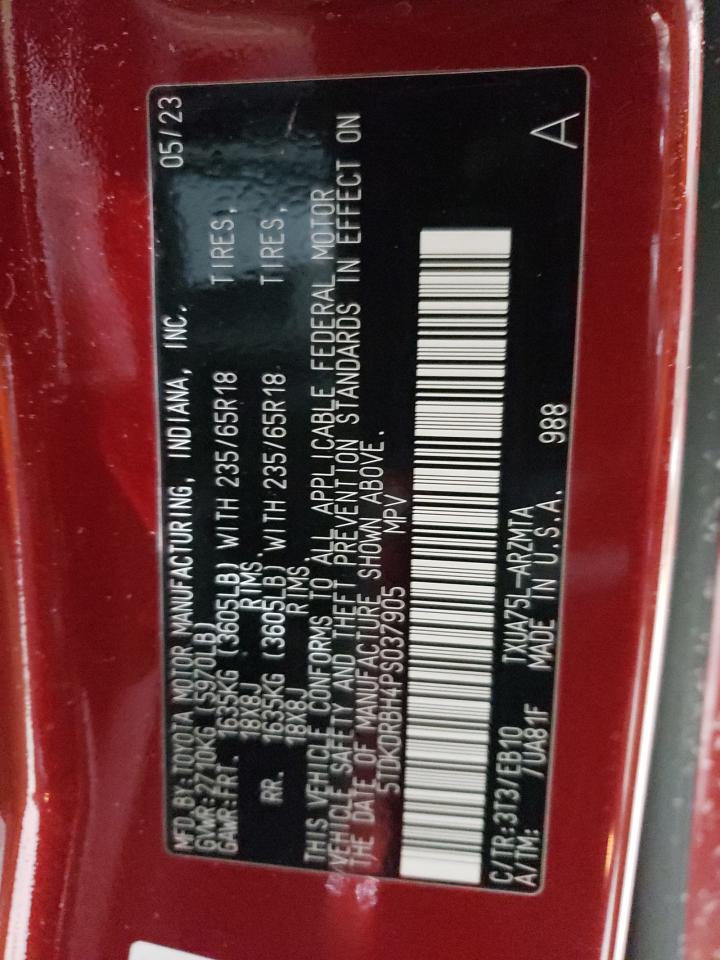 MFD.BY:TOYOTA MOTOR MANUFACTURING, INDIANA, INC. 05/23
GVWR:2710KG (5970LB)
GAWR:FR. 1635KG (3605LB) WITH 235/65R18 TIRES,
18X8J RIMS.
RR. 1635KG (3605LB) WITH 235/65R18 TIRES,
18X8J RIMS.
THIS VEHICLE CONFORMS TO ALL APPLICABLE FEDERAL MOTOR
VEHICLE SAFETY AND THEFT PREVENTION STANDARDS IN EFFECT ON
THE DATE OF MANUFACTURE SHOWN ABOVE.
5TDKDRBH4PS037905 MPV
C/TR:3T3/EB10 TXUA75L-ARZMTA
A/TM: /UA81F MADE IN U.S.A. 988 A